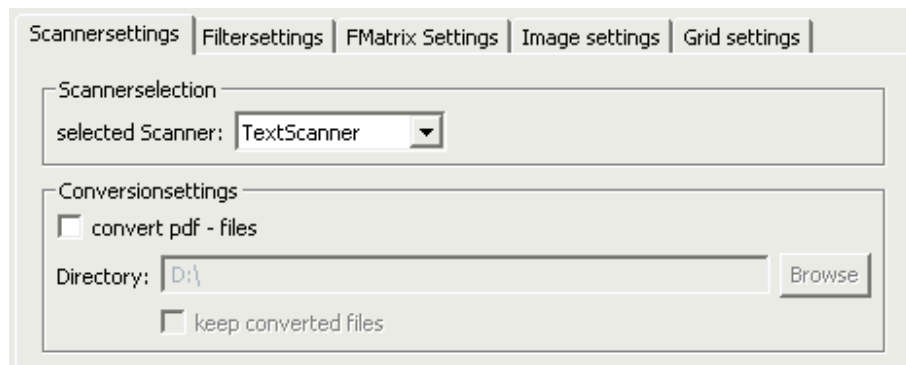 Scannersettings Filtersettings FMatrix Settings Image settings Grid settings
Scannerselection
selected Scanner: TextScanner
Conversionsettings
convert pdf - files
Directory: D:\ Browse
keep converted files